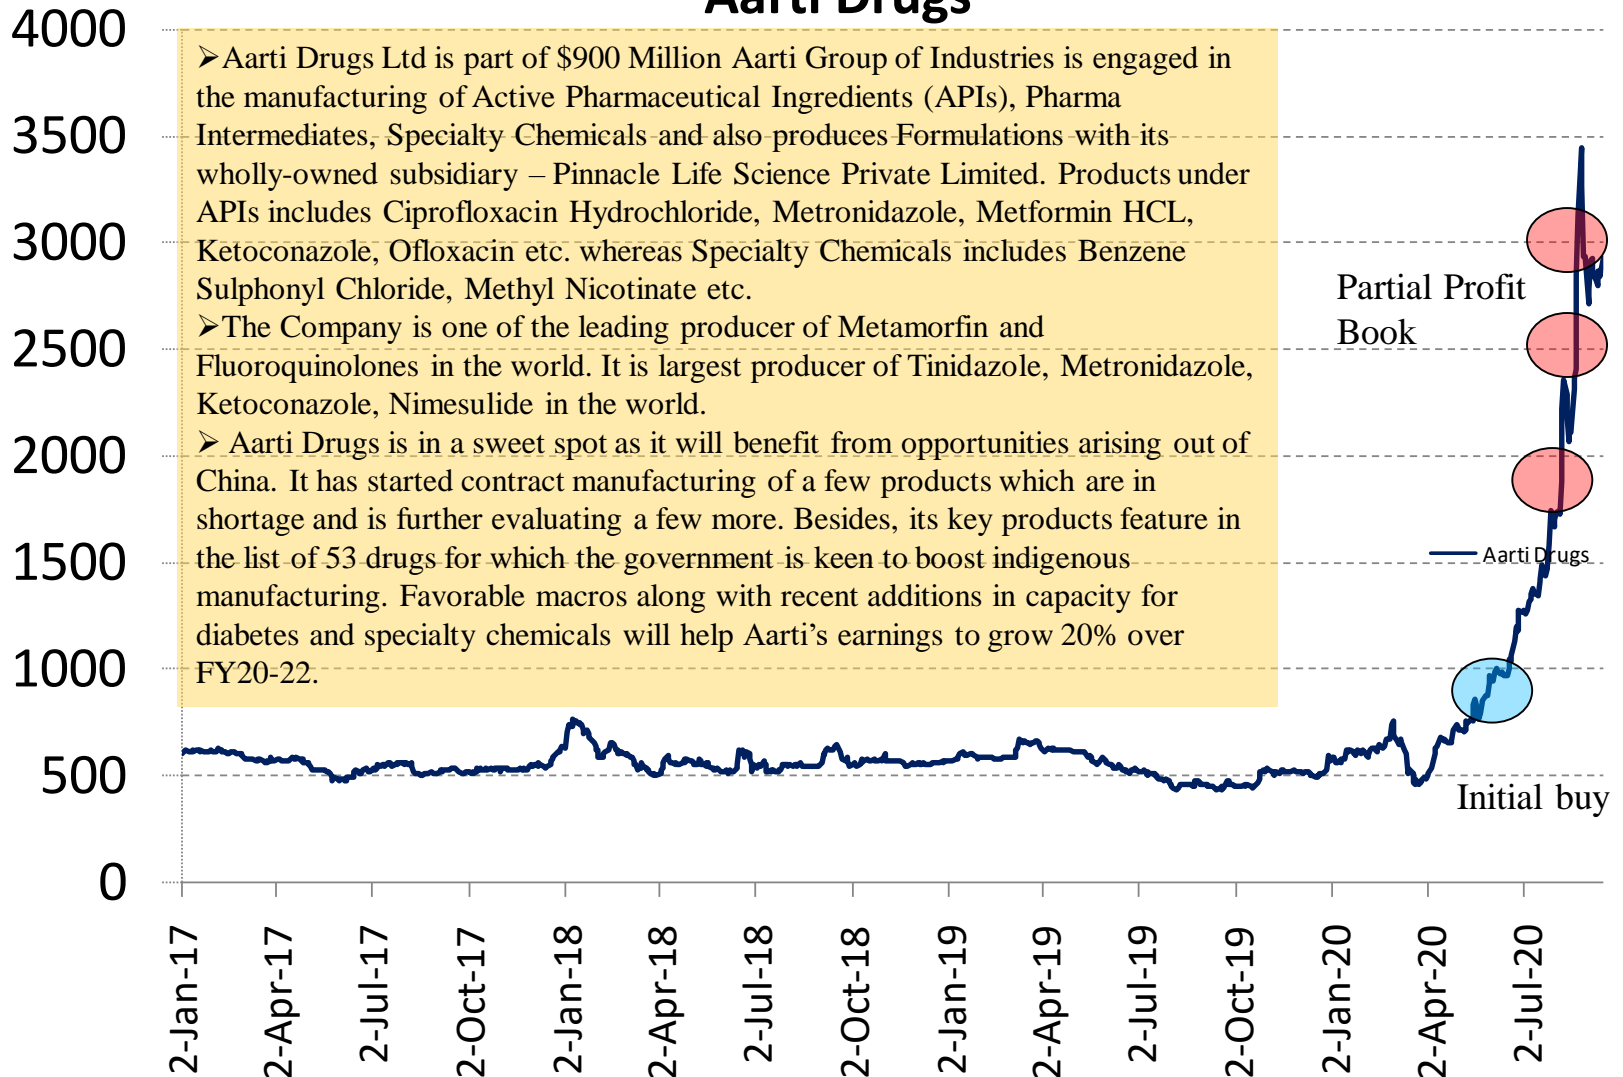 Aarti Drugs
4000
3500
3000
2500
2000
1500
1000
500
0
➢Aarti Drugs Ltd is part of $900 Million Aarti Group of Industries is engaged in
the manufacturing of Active Pharmaceutical Ingredients (APIs), Pharma
Intermediates, Specialty Chemicals and also produces Formulations with its
wholly-owned subsidiary – Pinnacle Life Science Private Limited. Products under
APIs includes Ciprofloxacin Hydrochloride, Metronidazole, Metformin HCL,
Ketoconazole, Ofloxacin etc. whereas Specialty Chemicals includes Benzene
Sulphonyl Chloride, Methyl Nicotinate etc.
➢The Company is one of the leading producer of Metamorfin and
Fluoroquinolones in the world. It is largest producer of Tinidazole, Metronidazole,
Ketoconazole, Nimesulide in the world.
➢ Aarti Drugs is in a sweet spot as it will benefit from opportunities arising out of
China. It has started contract manufacturing of a few products which are in
shortage and is further evaluating a few more. Besides, its key products feature in
the list of 53 drugs for which the government is keen to boost indigenous
manufacturing. Favorable macros along with recent additions in capacity for
diabetes and specialty chemicals will help Aarti’s earnings to grow 20% over
FY20-22.
Partial Profit
Book
Aarti Drugs
Initial buy
2-Jan-17
2-Apr-17
2-Jul-17
2-Oct-17
2-Jan-18
2-Apr-18
2-Jul-18
2-Oct-18
2-Jan-19
2-Apr-19
2-Jul-19
2-Oct-19
2-Jan-20
2-Apr-20
2-Jul-20